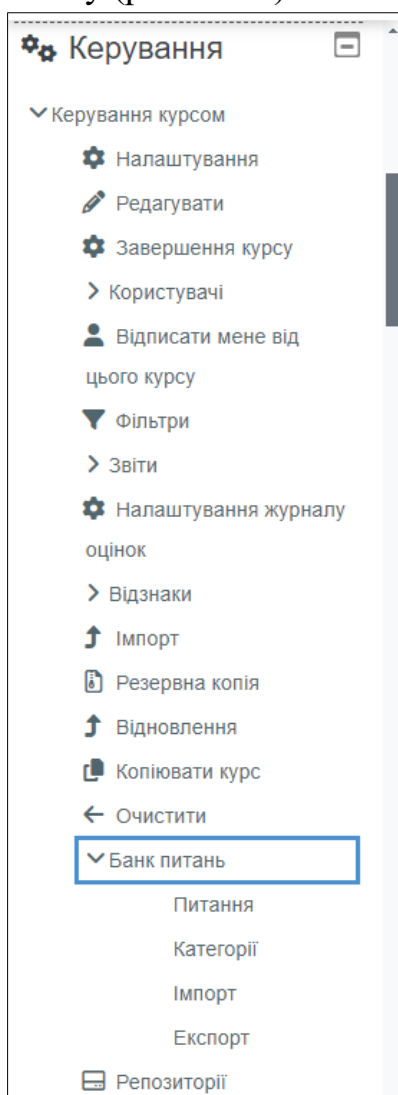 Керування
Керування курсом
Налаштування
Редагувати
Завершення курсу
Користувачі
Відписати мене від
цього курсу
Фільтри
Звіти
Налаштування журналу
оцінок
Відзнаки
Імпорт
Резервна копія
Відновлення
Копіювати курс
Очистити
Банк питань
Питання
Категорії
Імпорт
Експорт
Репозиторії